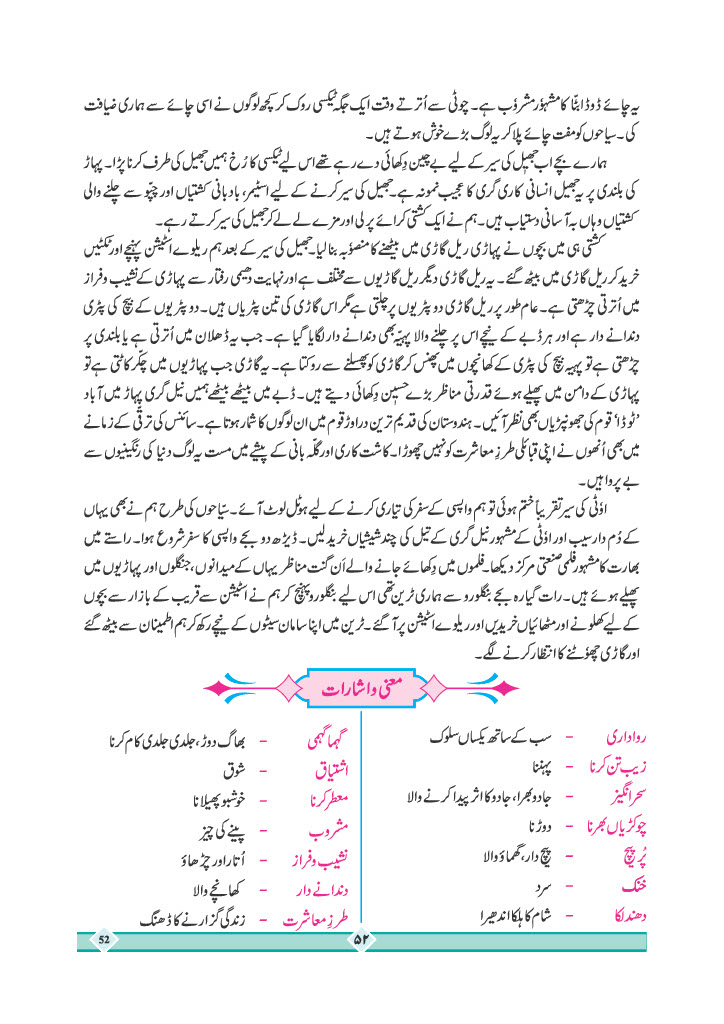 یہ چائے ڈوڈابٹّا کا مشہور مشروٗب ہے۔ چوٹی سے اُترتے وقت ایک جگہ ٹیکسی روک کر کچھ لوگوں نے اسی چائے سے ہماری ضیافت
کی۔ سیاحوں کو مفت چائے پلا کر یہ لوگ بڑے خوش ہوتے ہیں۔
ہمارے بچّے اب جھیٖل کی سیر کے لیے بے چین دِکھائی دے رہے تھے اس لیے ٹیکسی کا رُخ ہمیں جھیل کی طرف کرنا پڑا۔ پہاڑ
کی بلندی پر یہ جھیل انسانی کاری گری کا عجیب نمونہ ہے۔ جھیل کی سیر کرنے کے لیے اسٹیمر، بادبانی کشتیاں اور چپّو سے چلنے والی
کشتیاں وہاں بہ آسانی دستیاب ہیں۔ ہم نے ایک کشتی کرائے پر لی اور مزے لے لے کر جھیل کی سیر کرتے رہے۔
کشتی ہی میں بچوں نے پہاڑی ریل گاڑی میں بیٹھنے کا منصوٗبہ بنا لیا۔ جھیل کی سیر کے بعد ہم ریلوے اسٹیشن پہنچے اور ٹکٹیں
خرید کر ریل گاڑی میں بیٹھ گئے۔ یہ ریل گاڑی دیگر ریل گاڑیوں سے مختلف ہے اور نہایت دھیمی رفتار سے پہاڑی کے نشیب و فراز
میں اُترتی چڑھتی ہے۔ عام طور پر ریل گاڑی دو پٹریوں پر چلتی ہے مگر اس گاڑی کی تین پٹریاں ہیں۔ دو پٹریوں کے بیچ کی پٹری
دندانے دار ہے اور ہر ڈبے کے نیچے اس پر چلنے والا پہیّہ بھی دندانے دار لگایا گیا ہے۔ جب یہ ڈھلان میں اُترتی ہے یا بلندی پر
چڑھتی ہے تو پہیہ بیچ کی پٹری کے کھانچوں میں پھنس کر گاڑی کو پھسلنے سے روکتا ہے۔ یہ گاڑی جب پہاڑیوں میں چکّر کاٹتی ہے تو
پہاڑی کے دامن میں پھیلے ہوئے قدرتی مناظر بڑے حسیٖن دِکھائی دیتے ہیں۔ ڈبے میں بیٹھے بیٹھے ہمیں نیل گری پہاڑ میں آباد
'ٹوڈا' قوم کی جھونپڑیاں بھی نظر آئیں۔ ہندوستان کی قدیم ترین دراوڑ قوم میں ان لوگوں کا شمار ہوتا ہے۔ سائنس کی ترقّی کے زمانے
میں بھی اُنھوں نے اپنی قبائلی طرزِ معاشرت کو نہیں چھوڑا۔ کاشت کاری اور گلّہ بانی کے پیشے میں مست یہ لوگ دنیا کی رنگینیوں سے
بے پروا ہیں۔
اوٗٹی کی سیر تقریباً ختم ہوئی تو ہم واپسی کے سفر کی تیاری کرنے کے لیے ہوٹل لوٹ آئے۔ سیّاحوں کی طرح ہم نے بھی یہاں
کے دُم دار سیب اور اوٗٹی کے مشہور نیل گری کے تیل کی چند شیشیاں خرید لیں۔ ڈیڑھ دو بجے واپسی کا سفر شروع ہوا۔ راستے میں
بھارت کا مشہور فلمی صنعتی مرکز دیکھا۔ فلموں میں دِکھائے جانے والے اَن گنت مناظر یہاں کے میدانوں، جنگلوں اور پہاڑیوں میں
پھیلے ہوئے ہیں۔ رات گیارہ بجے بنگلورو سے ہماری ٹرین تھی اس لیے بنگلورو پہنچ کر ہم نے اسٹیشن سے قریب کے بازار سے بچوں
کے لیے کھلونے اور مٹھائیاں خریدیں اور ریلوے اسٹیشن پر آ گئے۔ ٹرین میں اپنا سامان سیٹوں کے نیچے رکھ کر ہم اطمینان سے بیٹھ گئے
اور گاڑی چھوٗٹنے کا انتظار کرنے لگے۔
معنی و اشارات
رواداری – سب کے ساتھ یکساں سلوک
زیب تن کرنا – پہننا
سحر انگیز – جادو بھرا، جادو کا اثر پیدا کرنے والا
چوکڑیاں بھرنا – دوڑنا
پُر پیچ – پیچ دار، گھماؤ والا
خنک – سرد
دھندلکا – شام کا ہلکا اندھیرا
گہما گہمی – بھاگ دوڑ، جلدی جلدی کام کرنا
اشتیاق – شوق
معطر کرنا – خوشبو پھیلانا
مشروب – پینے کی چیز
نشیب و فراز – اُتار اور چڑھاؤ
دندانے دار – کھانچے والا
طرزِ معاشرت – زندگی گزارنے کا ڈھنگ
۵۲
52